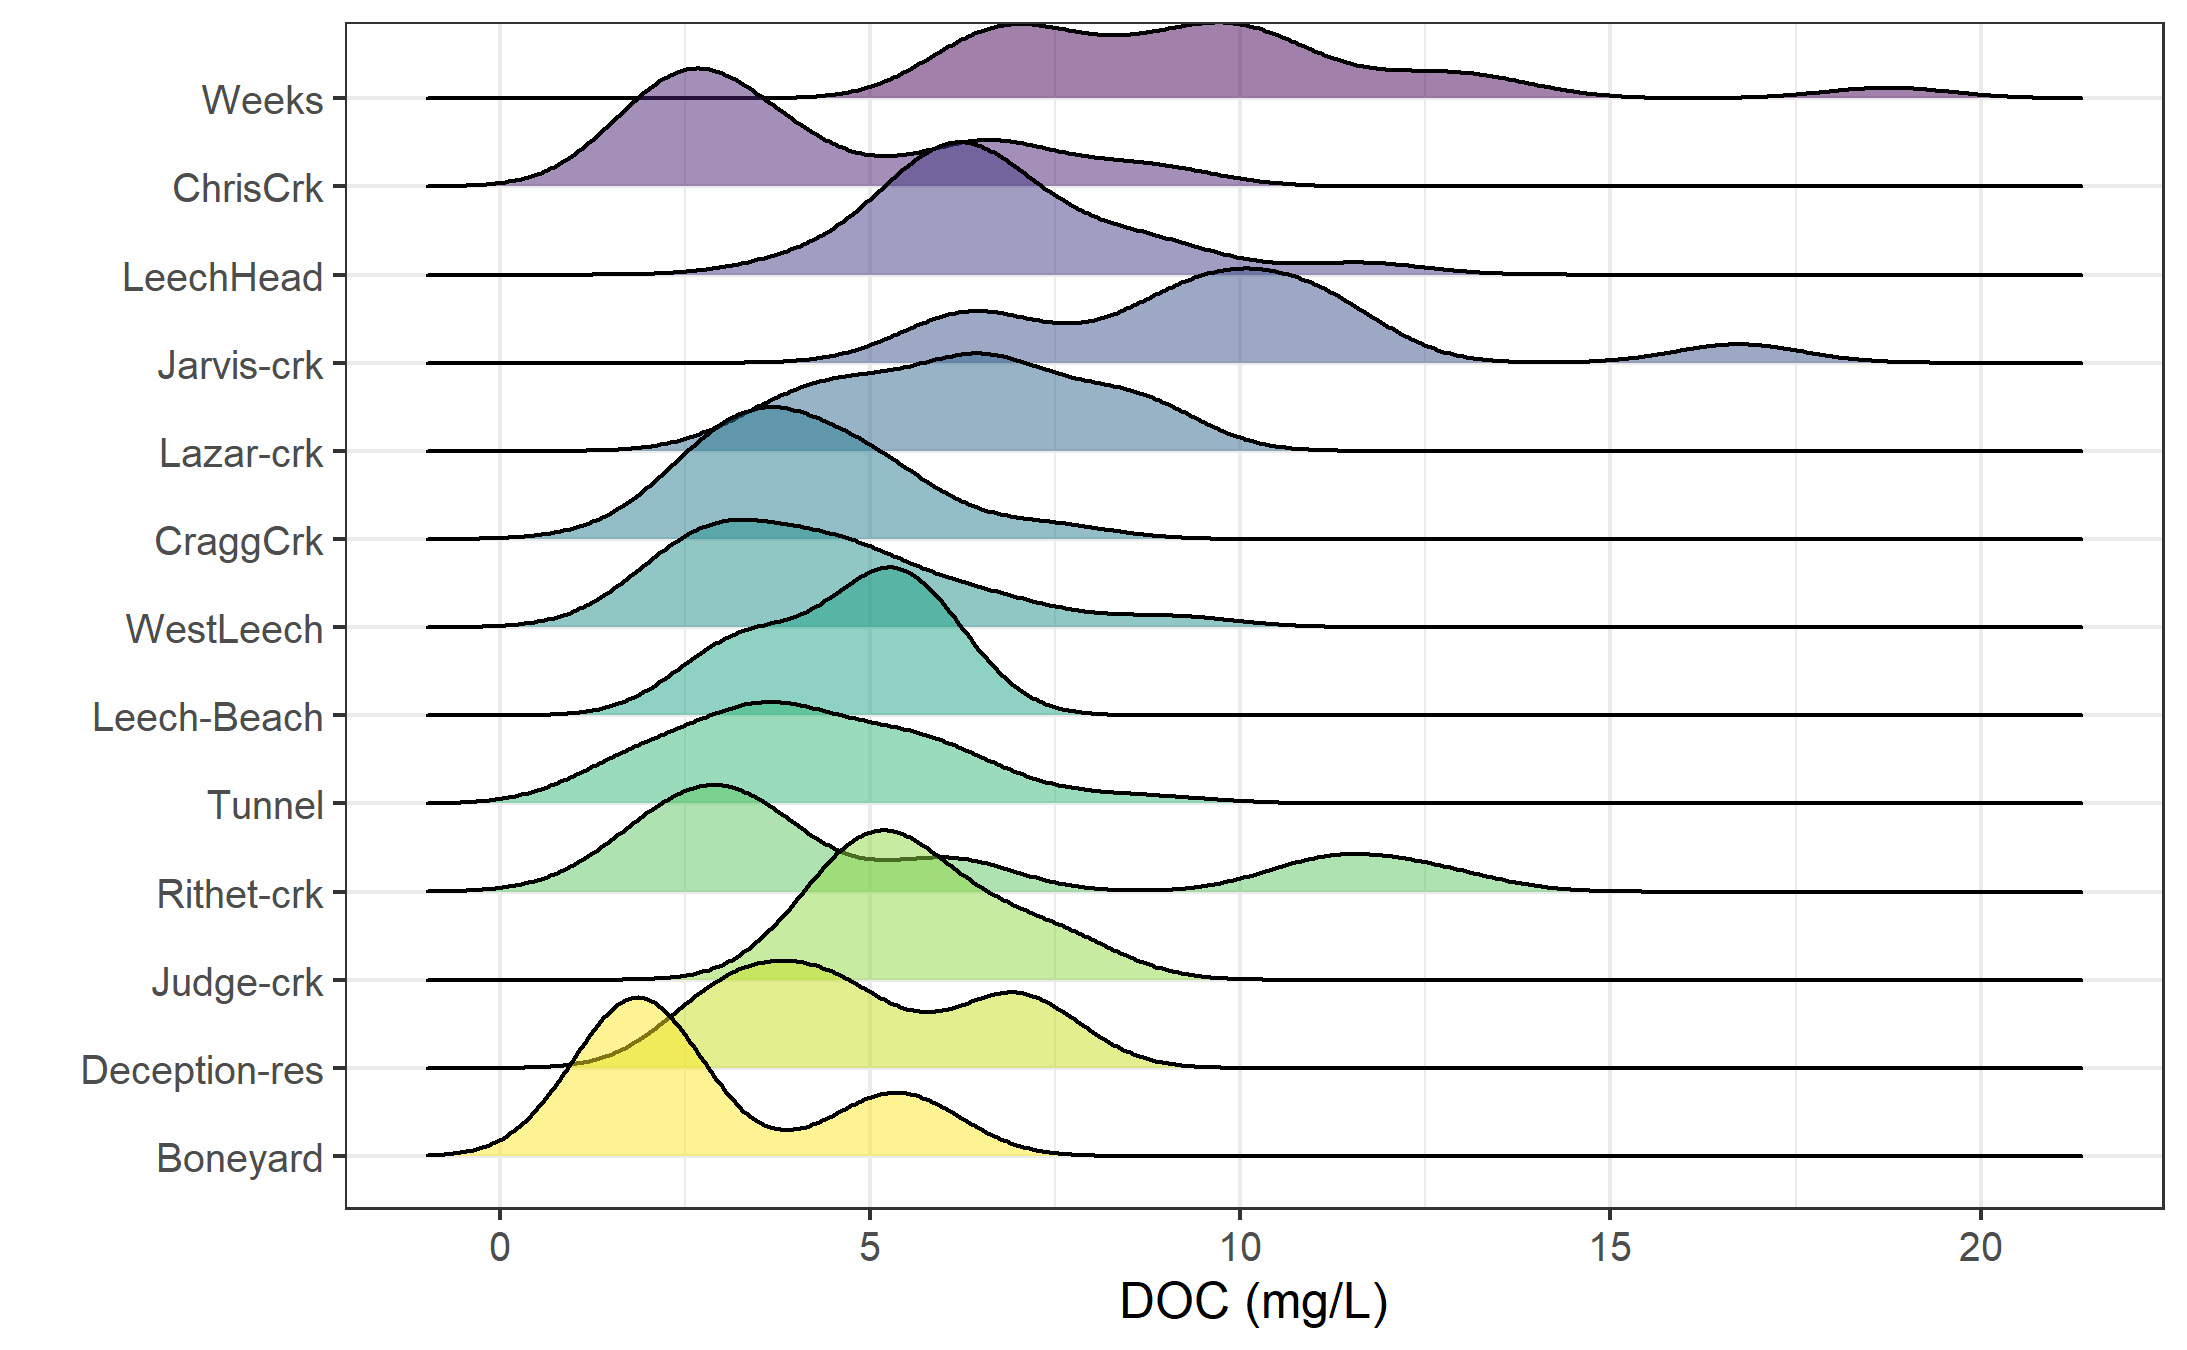 Weeks
ChrisCrk
LeechHead
Jarvis-crk
Lazar-crk
CraggCrk
WestLeech
Leech-Beach
Tunnel
Rithet-crk
Judge-crk
Deception-res
Boneyard
0 5 10 15 20
DOC (mg/L)